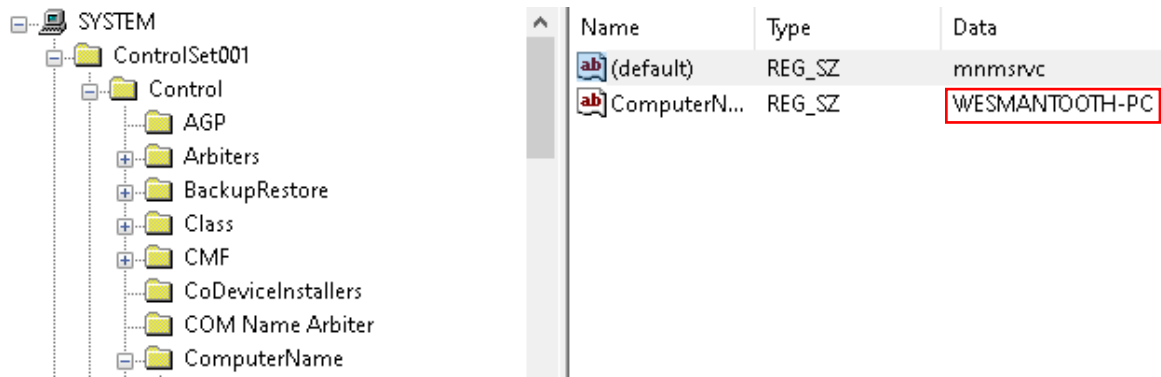 SYSTEM
ControlSet001
Control
AGP
Arbiters
BackupRestore
Class
CMF
CoDeviceInstallers
COM Name Arbiter
ComputerName
Name Type Data
(default) REG_SZ mnmsrvc
ComputerN... REG_SZ WESMANTOOTH-PC